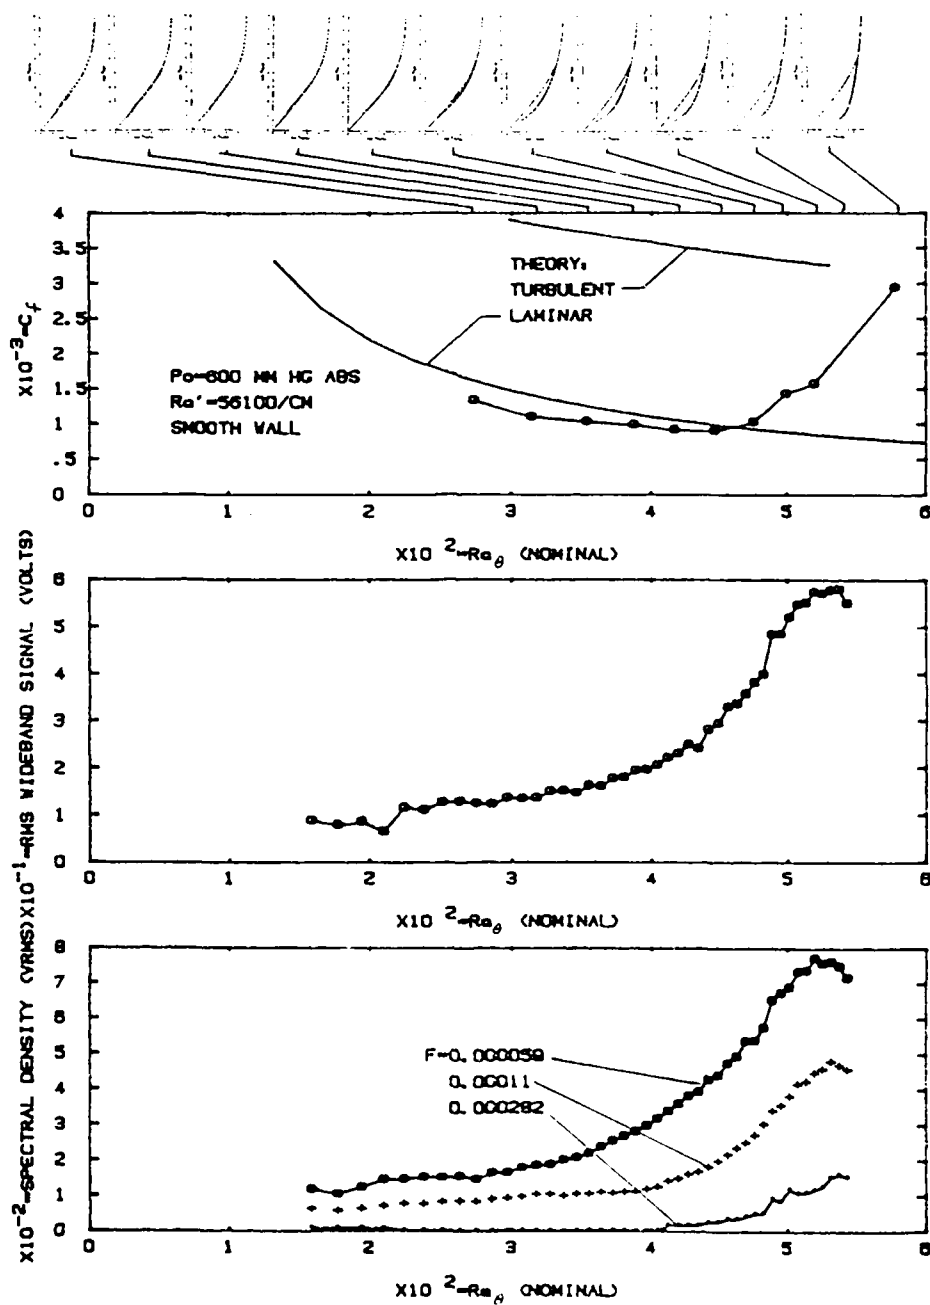 4
3.5
3
2.5
2
1.5
1
.5
0
X10⁻³=C_f
THEORY:
TURBULENT
LAMINAR
Po=600 MM HG ABS
Re'=56100/CM
SMOOTH WALL
0 1 2 3 4 5 6
X10 ²=Re_θ (NOMINAL)
6
5
4
3
2
1
0
X10⁻¹=RMS WIDEBAND SIGNAL (VOLTS)
0 1 2 3 4 5 6
X10 ²=Re_θ (NOMINAL)
8
7
6
5
4
3
2
1
0
X10⁻²=SPECTRAL DENSITY (VRMS)
F=0.000059
0.00011
0.000282
0 1 2 3 4 5 6
X10 ²=Re_θ (NOMINAL)